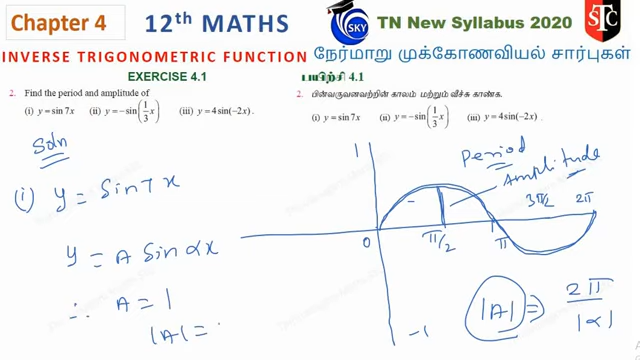 Chapter 4
12th MATHS
SKY
TN New Syllabus 2020
STC
INVERSE TRIGONOMETRIC FUNCTION
நேர்மாறு முக்கோணவியல் சார்புகள்
EXERCISE 4.1
பயிற்சி 4.1
2. Find the period and amplitude of
(i) y = sin 7x (ii) y = −sin(1/3 x) (iii) y = 4 sin(−2x) .
2. பின்வருவனவற்றின் காலம் மற்றும் வீச்சு காண்க.
(i) y = sin 7x (ii) y = −sin(1/3 x) (iii) y = 4 sin(−2x) .
Soln
(i) y = sin 7x
y = A sin αx
∴ A = 1
|A| =
Period
Amplitude
1
0
π/2
π
3π/2
2π
−1
|A| ⇒ 2π/|α|